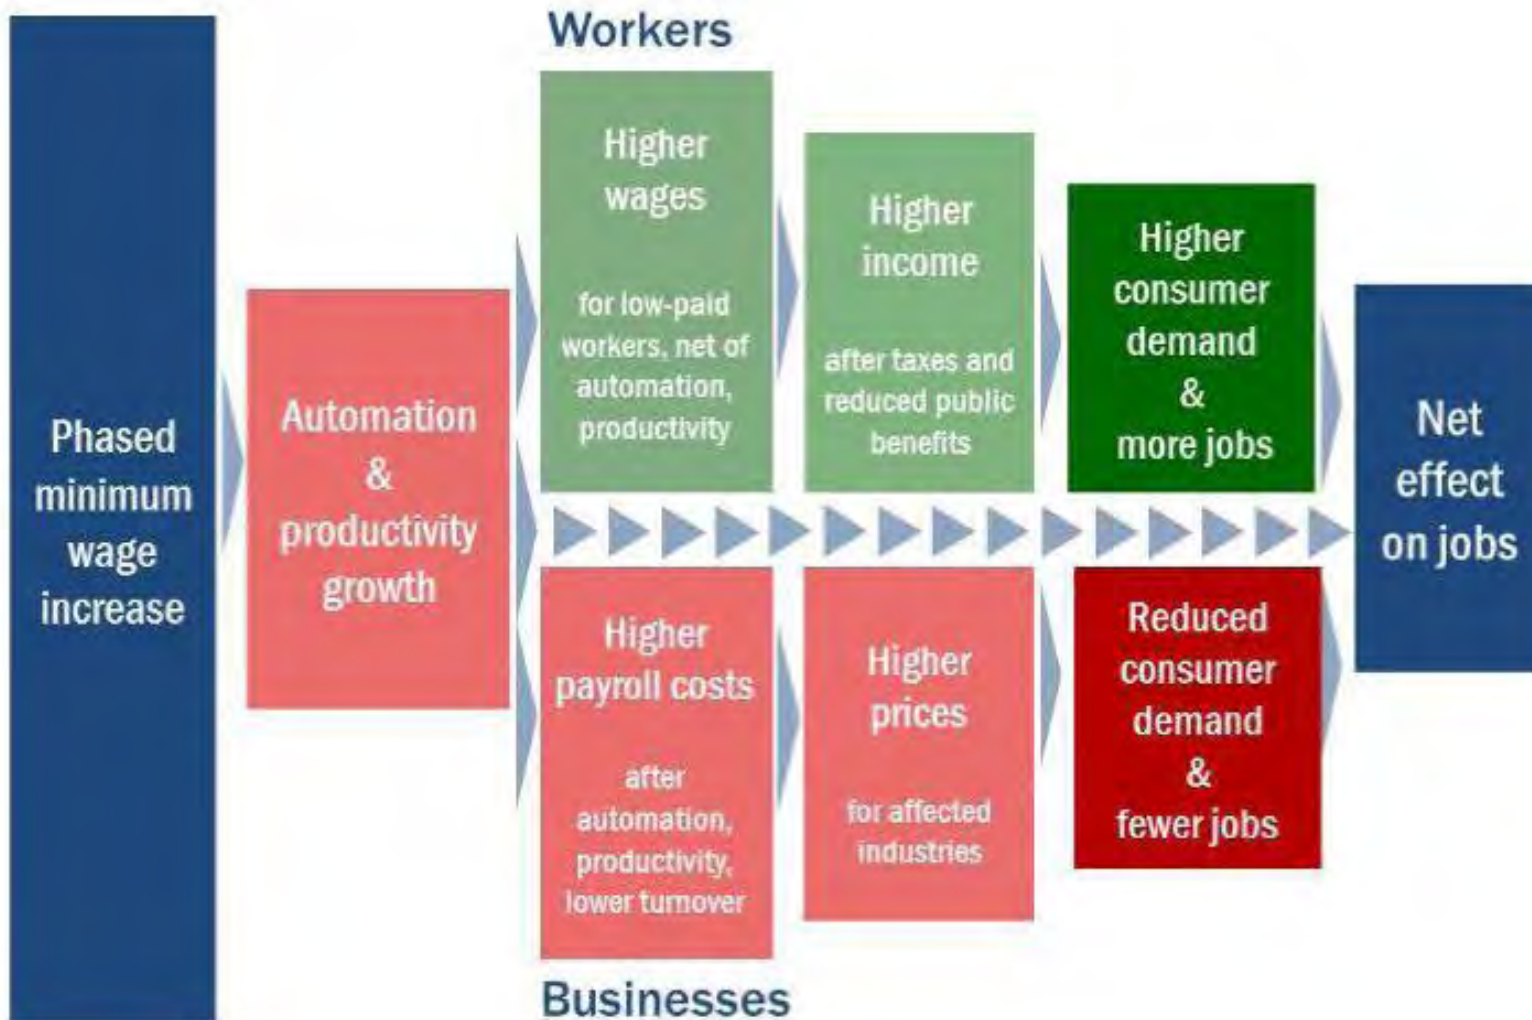 Phased
minimum
wage
increase
Automation
&
productivity
growth
Workers
Higher
wages
for low-paid
workers, net of
automation,
productivity
Higher
income
after taxes and
reduced public
benefits
Higher
consumer
demand
&
more jobs
Higher
payroll costs
after
automation,
productivity,
lower turnover
Businesses
Higher
prices
for affected
industries
Reduced
consumer
demand
&
fewer jobs
Net
effect
on jobs